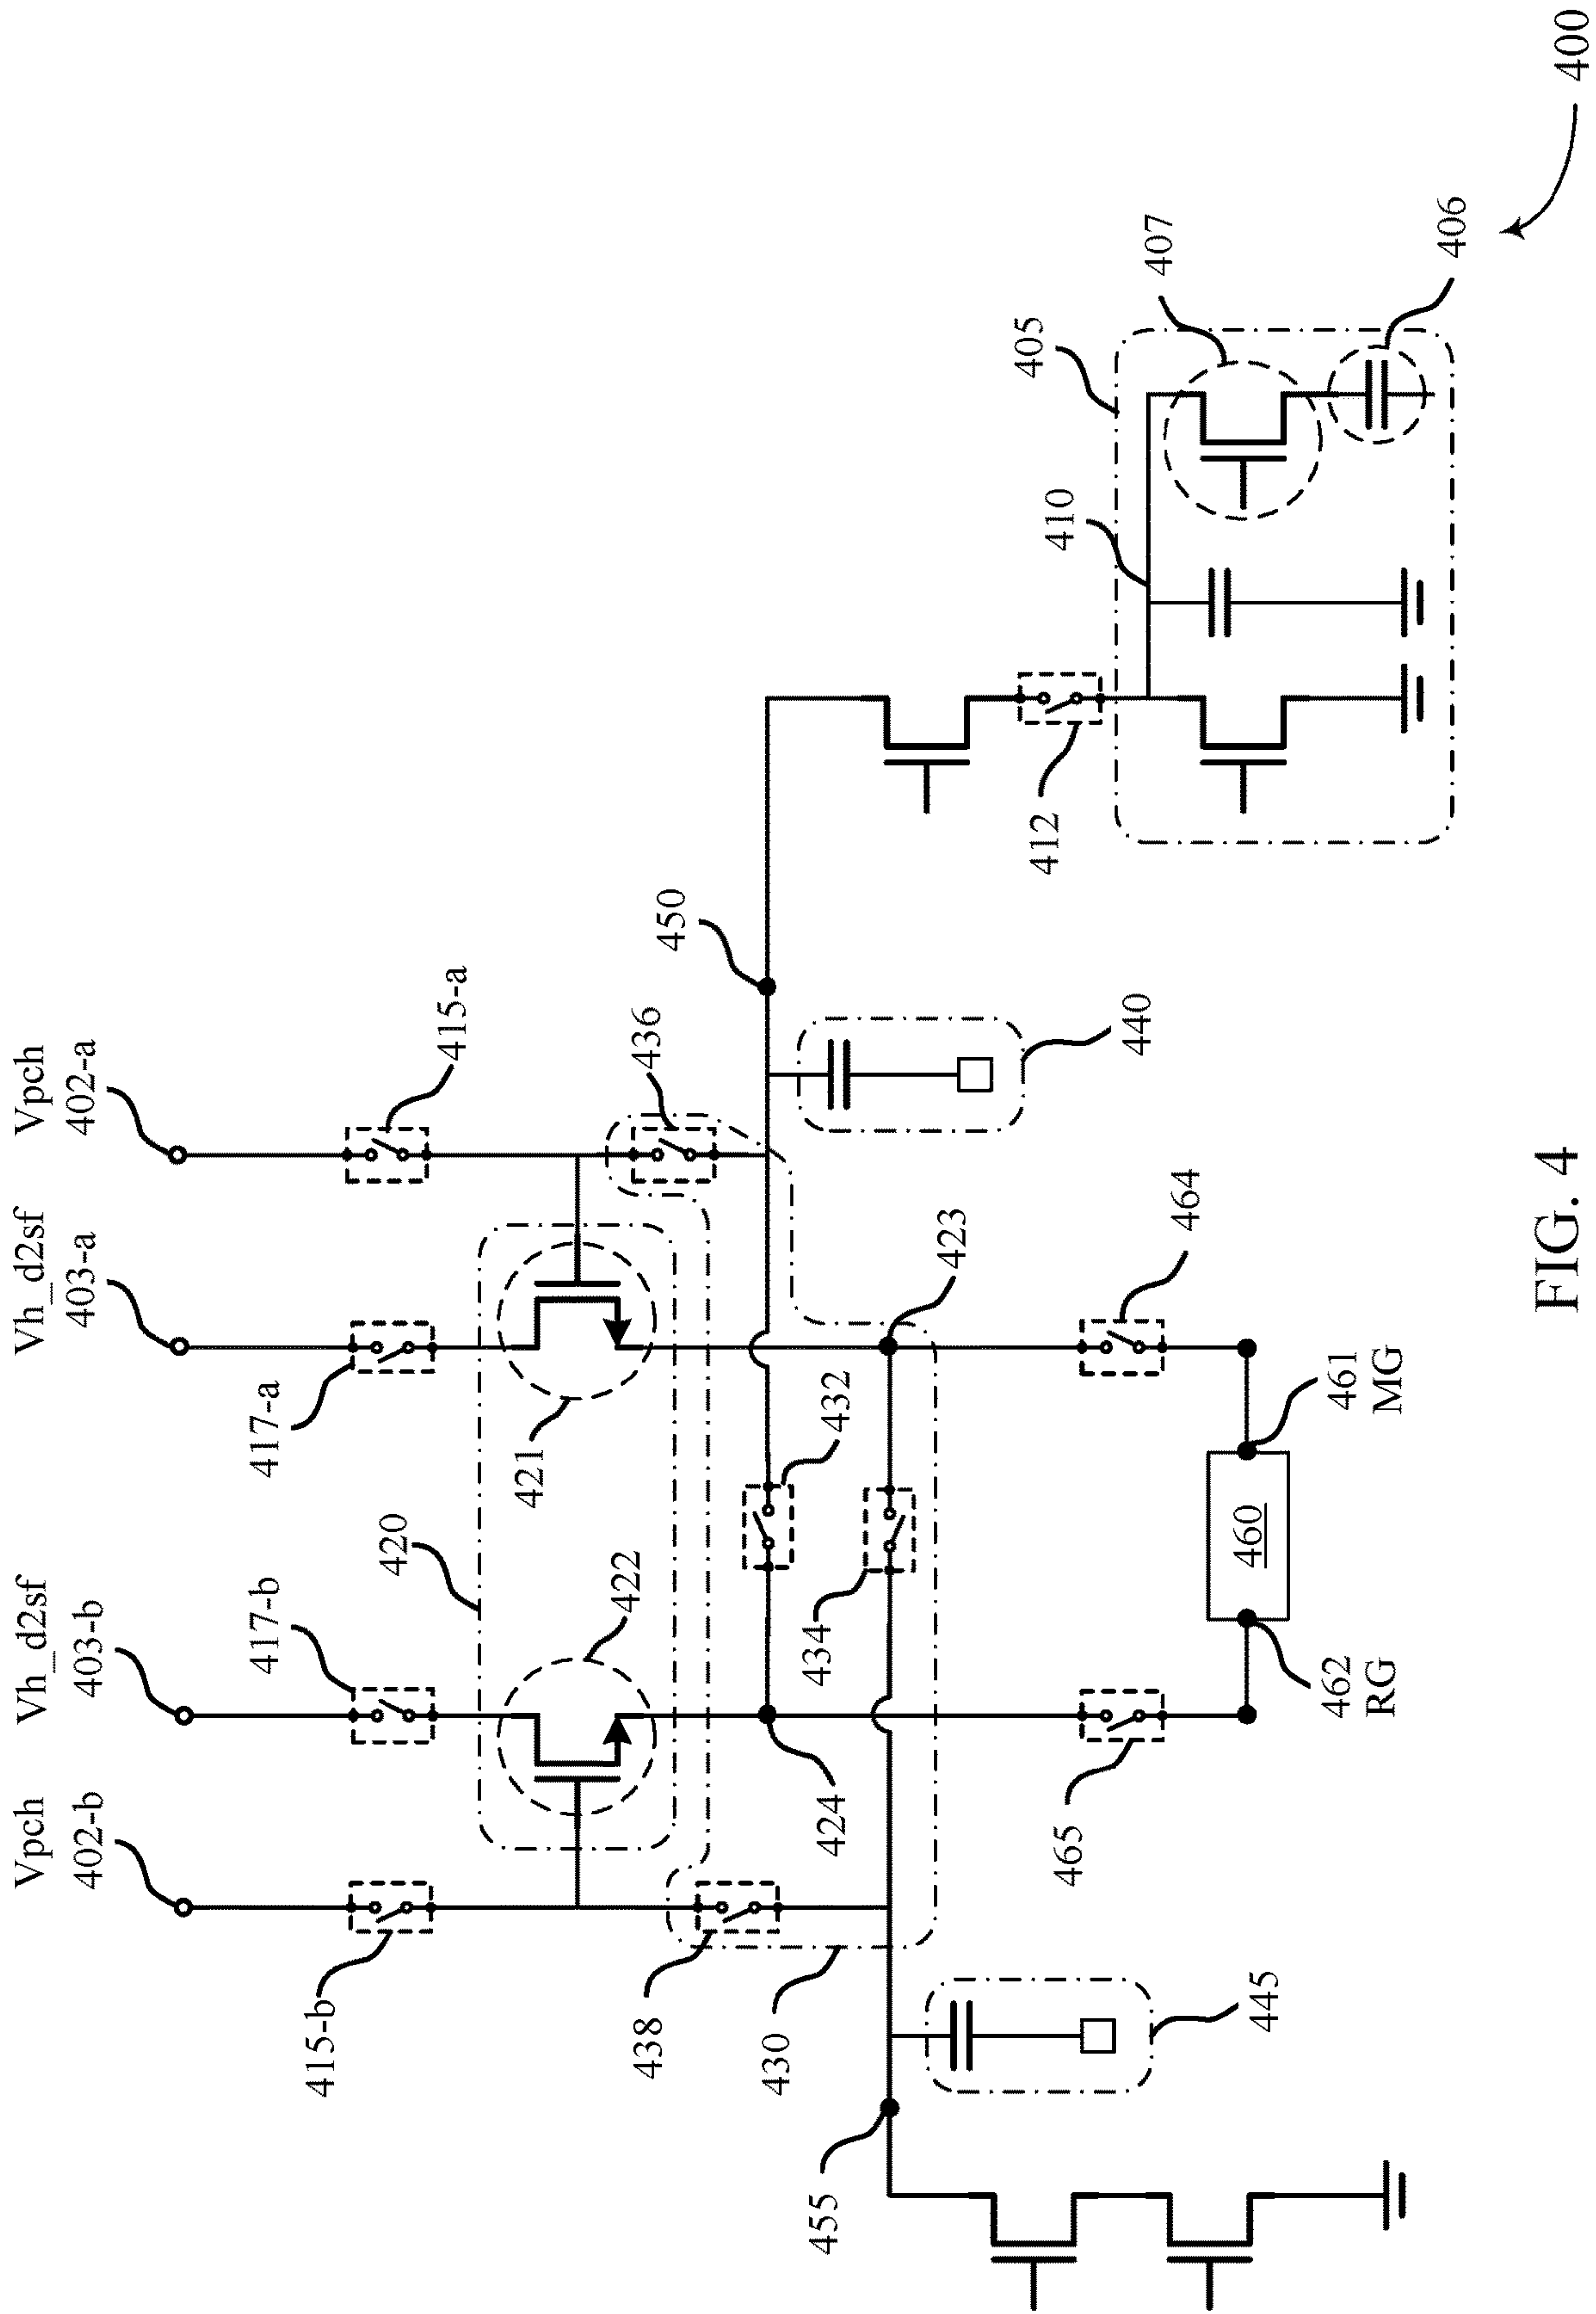 400
Vpch
402-b
Vh_d2sf
403-b
Vh_d2sf
403-a
Vpch
402-a
415-b
417-b
417-a
415-a
420
422
421
438
430
436
450
455
424
434
432
423
445
440
465
464
462
RG
460
461
MG
412
410
405
407
406
FIG. 4